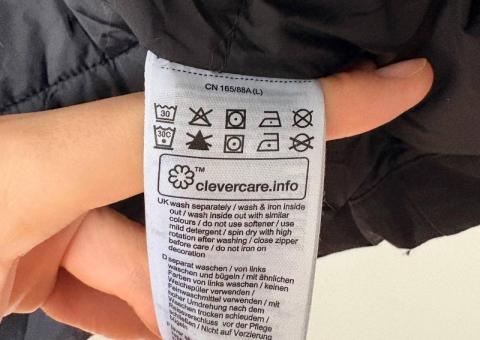 CN 165/88A (L)
30
30C
TM
clevercare.info
UK wash separately / wash & iron inside
out / wash inside out with similar
colours / do not use softener / use
mild detergent / spin dry with high
rotation after washing / close zipper
before care / do not iron on
decoration
D separat waschen / von links
waschen und bügeln / mit ähnlichen
Farben von links waschen / keinen
Weichspüler verwenden /
Feinwaschmittel verwenden / mit
hoher Umdrehung nach dem
Waschen trocken schleudern /
Reissverschluss vor der Pflege
schließen / Nicht auf Verzierung
bügeln